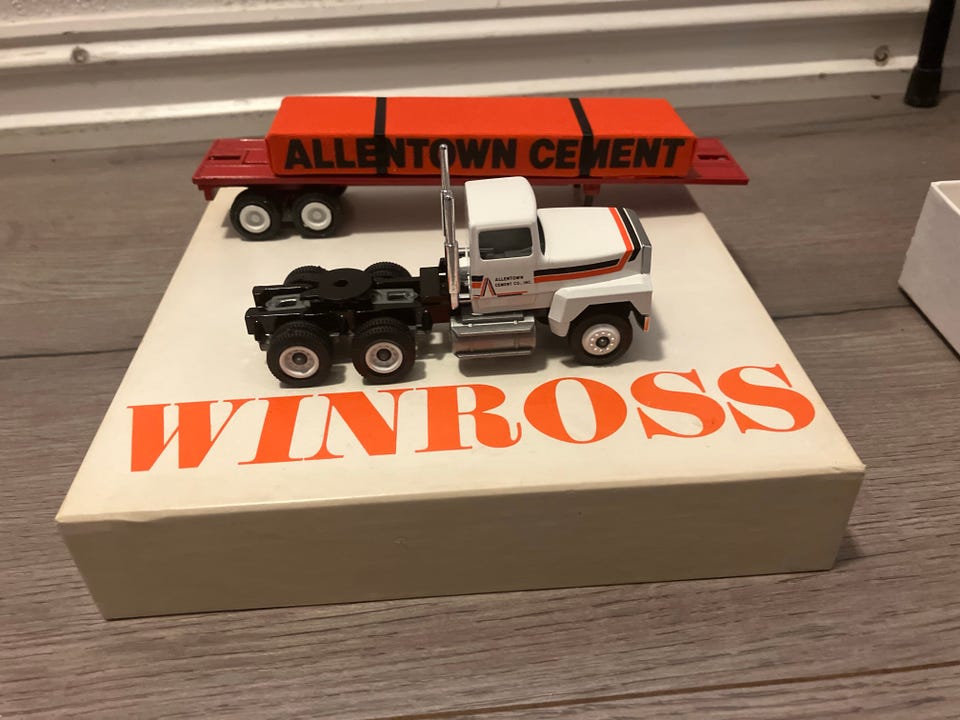 ALLENTOWN CEMENT
ALLENTOWN
CEMENT CO., INC.
WINROSS